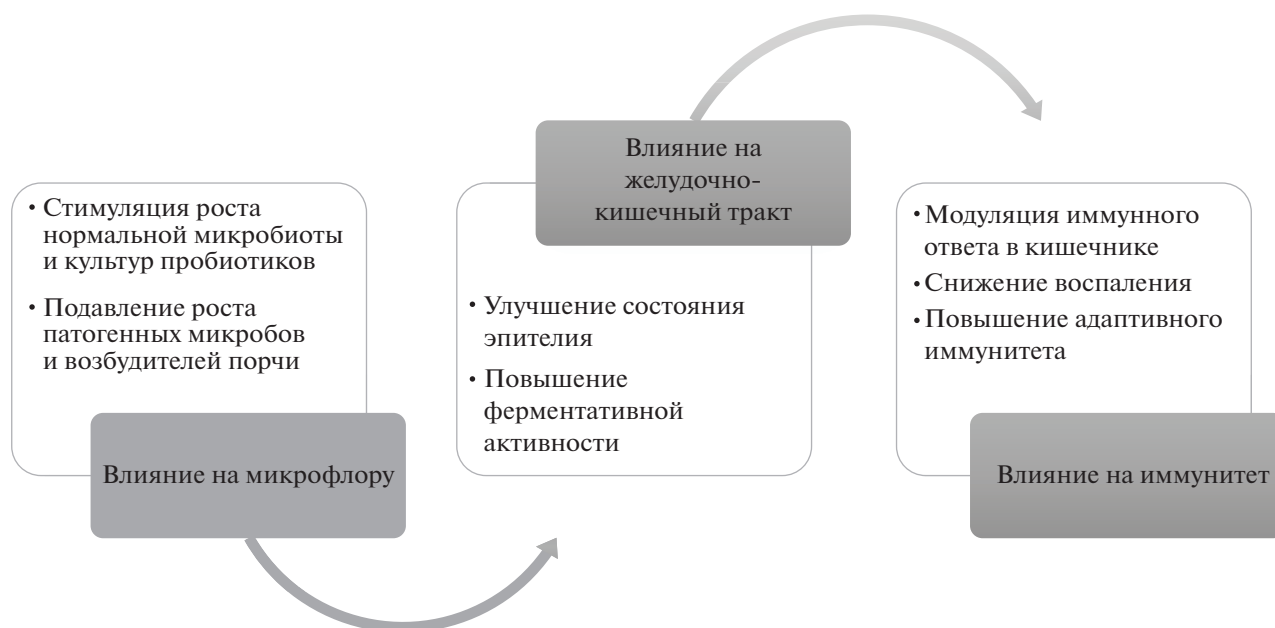 • Стимуляция роста
нормальной микробиоты
и культур пробиотиков
• Подавление роста
патогенных микробов
и возбудителей порчи
Влияние на микрофлору
Влияние на
желудочно-
кишечный тракт
• Улучшение состояния
эпителия
• Повышение
ферментативной
активности
• Модуляция иммунного
ответа в кишечнике
• Снижение воспаления
• Повышение адаптивного
иммунитета
Влияние на иммунитет